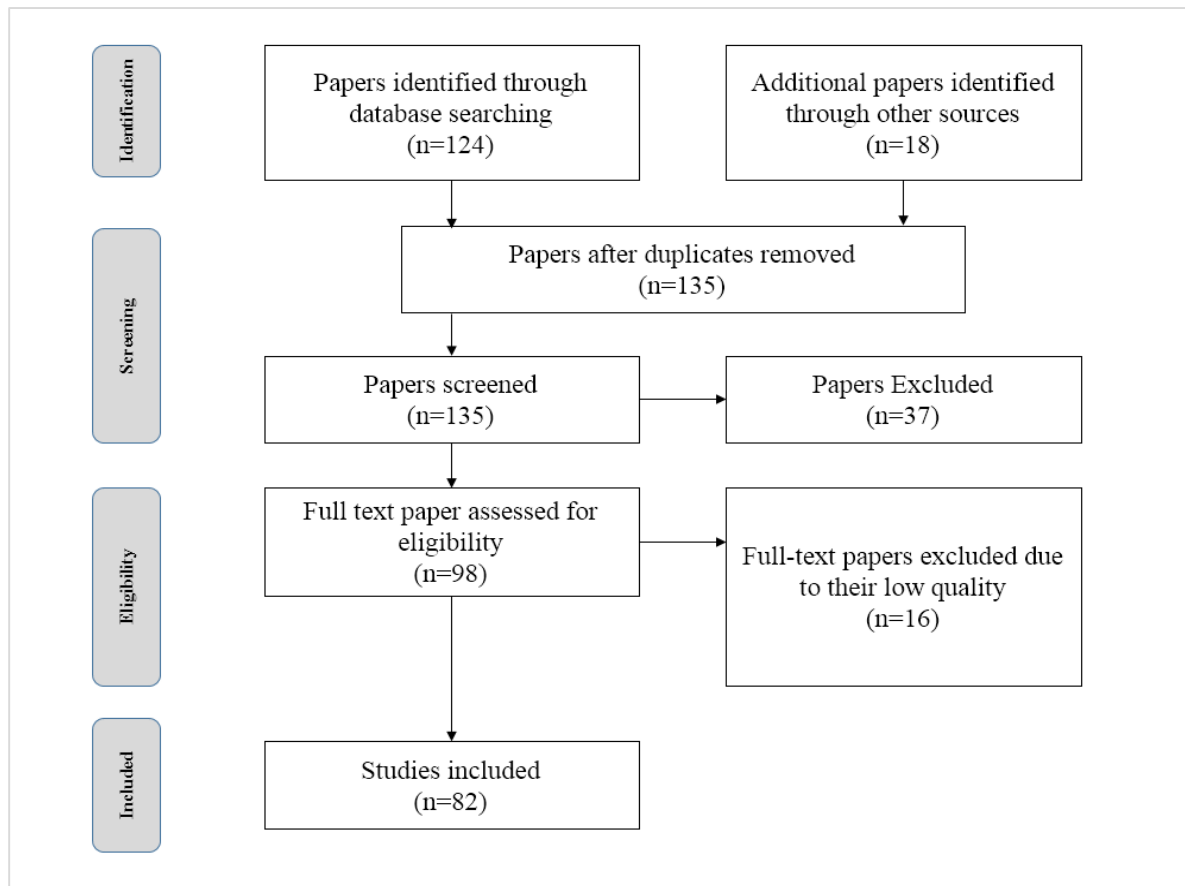 Identification
Papers identified through
database searching
(n=124)
Additional papers identified
through other sources
(n=18)
Screening
Papers after duplicates removed
(n=135)
Papers screened
(n=135)
Papers Excluded
(n=37)
Eligibility
Full text paper assessed for
eligibility
(n=98)
Full-text papers excluded due
to their low quality
(n=16)
Included
Studies included
(n=82)